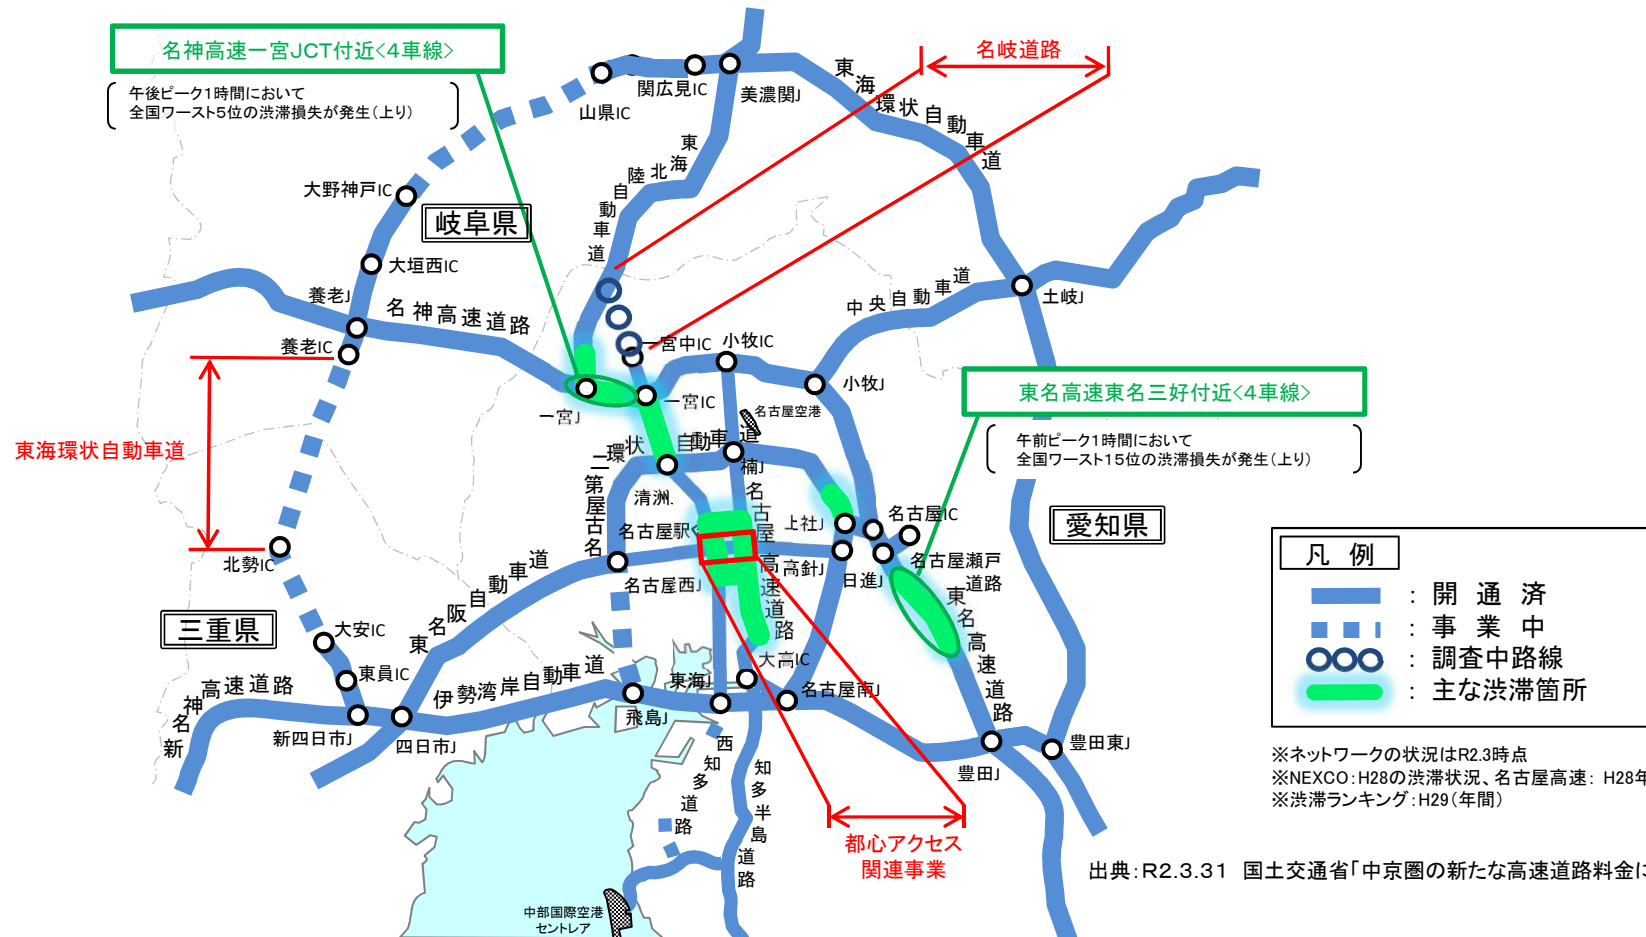 名神高速一宮JCT付近<4車線>
午後ピーク1時間において
全国ワースト5位の渋滞損失が発生(上り)
名岐道路
関広見IC
美濃関J
山県IC
東海環状自動車道
東海北陸自動車道
大野神戸IC
岐阜県
大垣西IC
養老J
名神高速道路
養老IC
中央自動車道
土岐J
一宮中IC
小牧IC
小牧J
一宮J
一宮IC
名古屋空港
東海環状自動車道
東名高速東名三好付近<4車線>
午前ピーク1時間において
全国ワースト15位の渋滞損失が発生(上り)
名古屋第二環状自動車道
楠J
清洲
名古屋高速道路
上社J
名古屋IC
名古屋駅
愛知県
北勢IC
名古屋西J
高針J
日進J
名古屋瀬戸
道路
東名阪自動車道
東名高速道路
三重県
大安IC
東員IC
大高IC
伊勢湾岸自動車道
東海J
名古屋南J
飛島J
新名神高速道路
新四日市J
四日市J
豊田J
豊田東J
西知多道路
知多半島道路
都心アクセス
関連事業
中部国際空港
セントレア
凡例
:開通済
:事業中
:調査中路線
:主な渋滞箇所
※ネットワークの状況はR2.3時点
※NEXCO:H28の渋滞状況、名古屋高速: H28年
※渋滞ランキング:H29(年間)
出典:R2.3.31 国土交通省「中京圏の新たな高速道路料金に